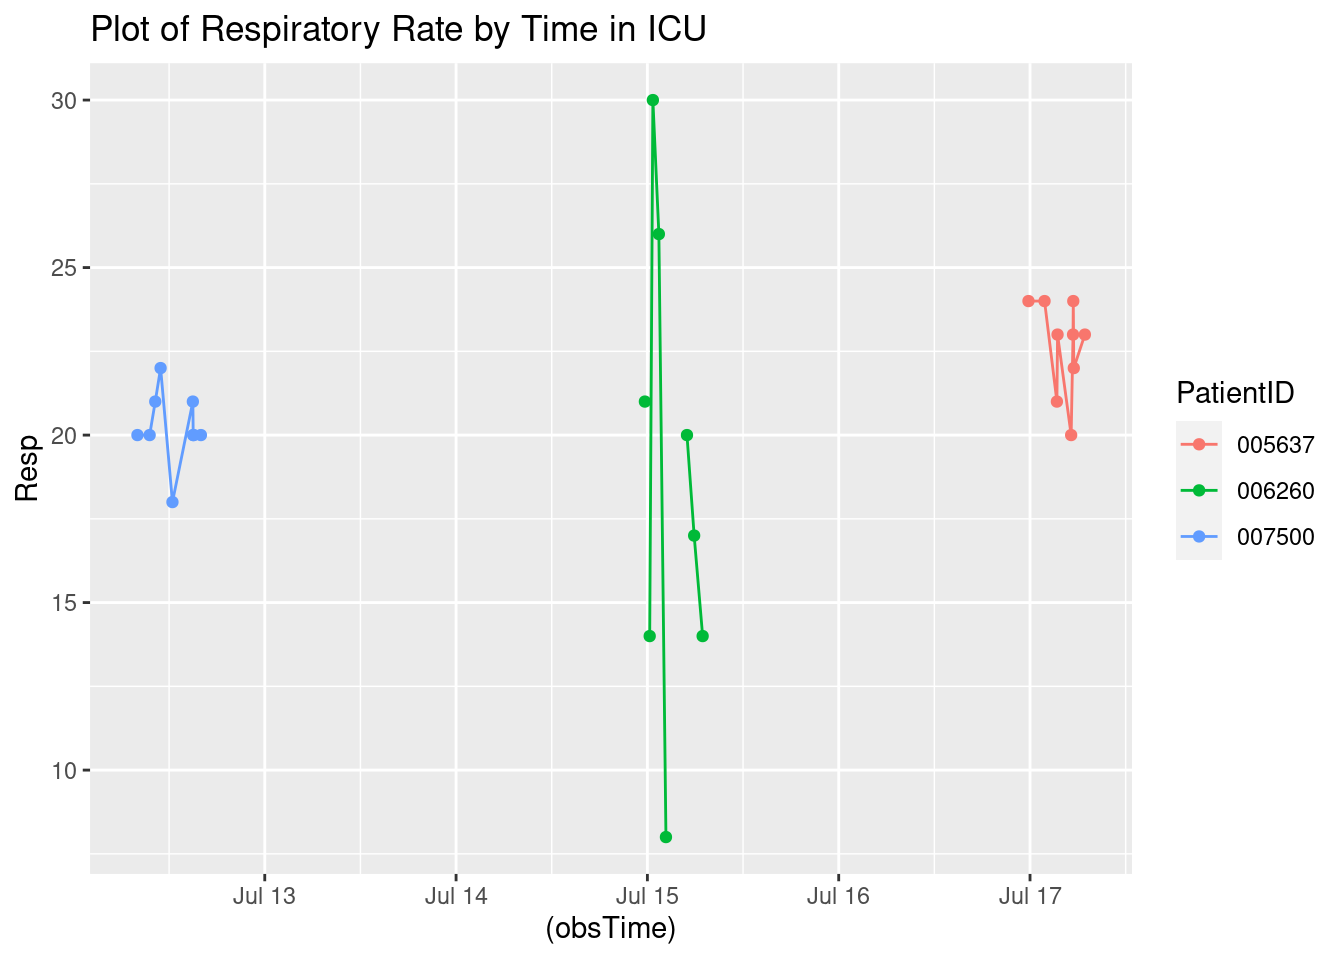 Plot of Respiratory Rate by Time in ICU
30
25
20
15
10
Resp
Jul 13
Jul 14
Jul 15
Jul 16
Jul 17
(obsTime)
PatientID
005637
006260
007500